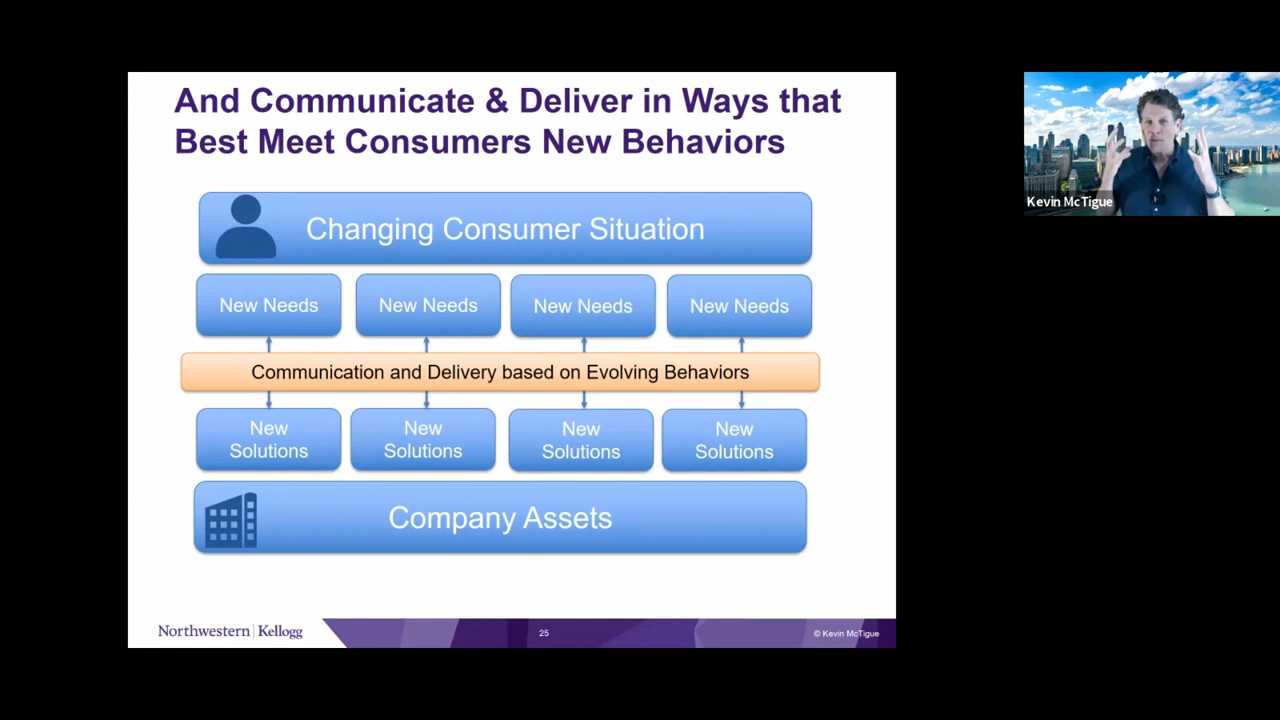 And Communicate & Deliver in Ways that
Best Meet Consumers New Behaviors
Changing Consumer Situation
New Needs
New Needs
New Needs
New Needs
Communication and Delivery based on Evolving Behaviors
New
Solutions
New
Solutions
New
Solutions
New
Solutions
Company Assets
Northwestern | Kellogg
25
© Kevin McTigue
Kevin McTigue